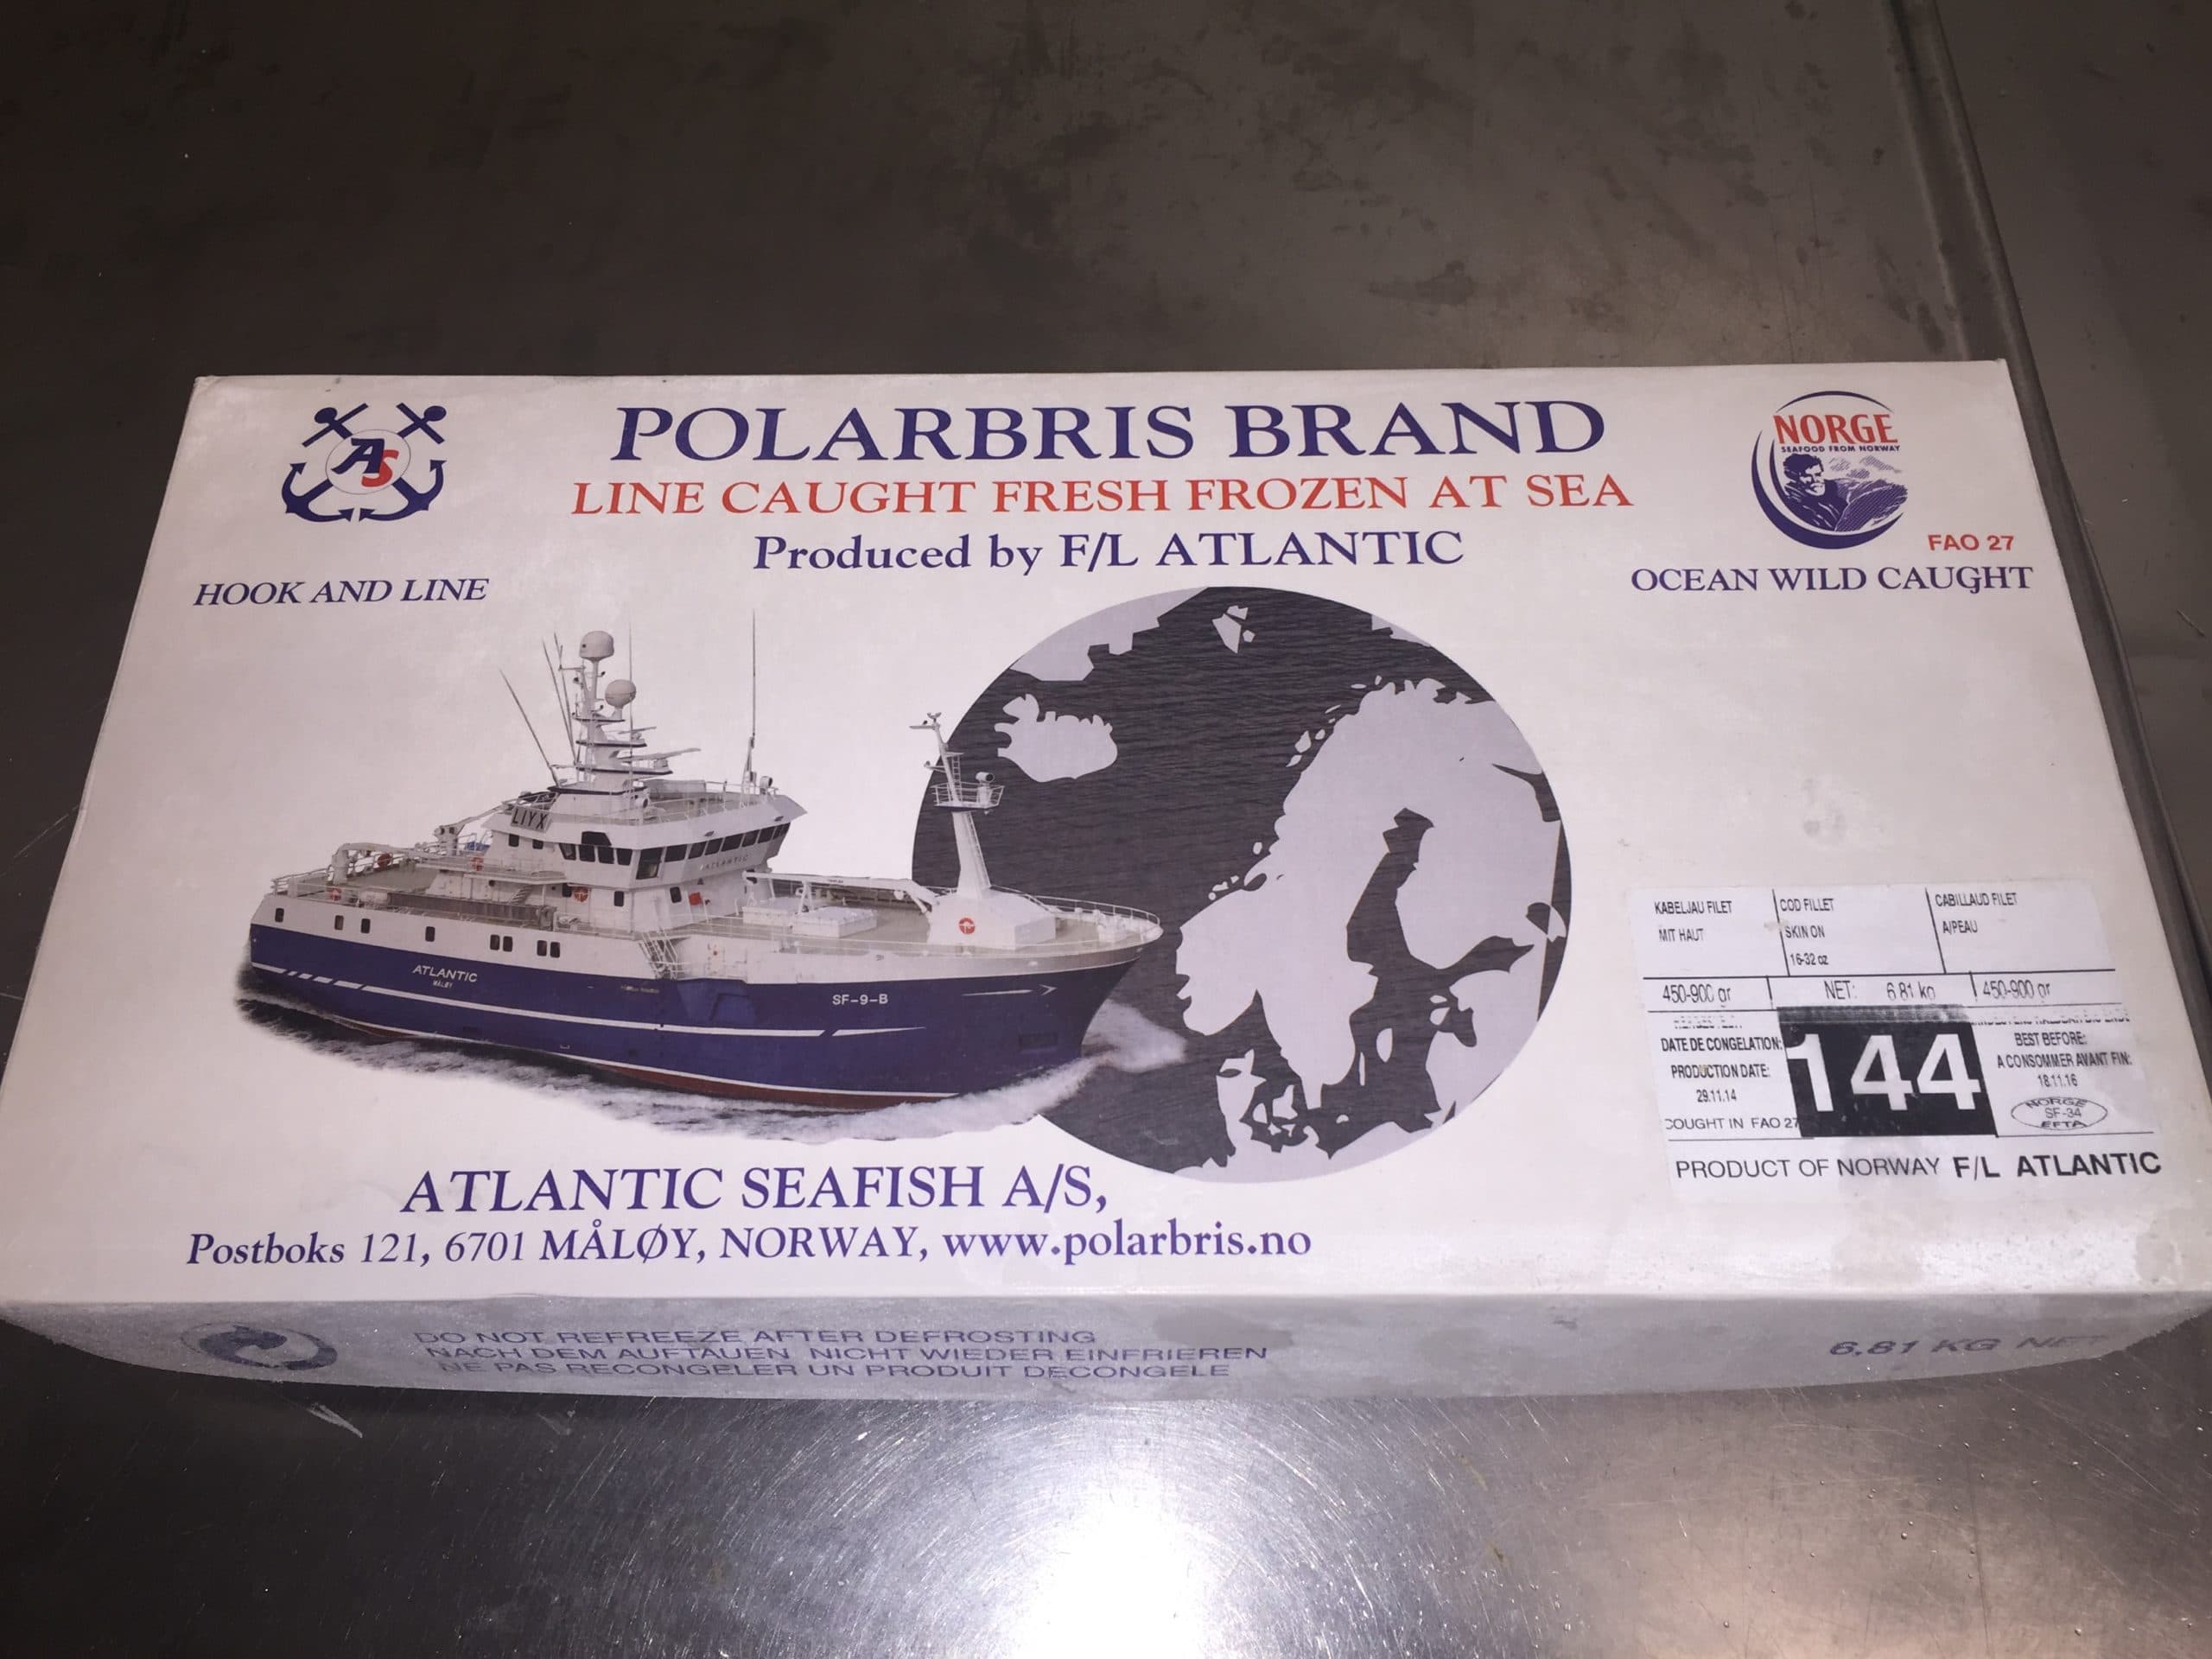 AS
POLARBRIS BRAND
LINE CAUGHT FRESH FROZEN AT SEA
Produced by F/L ATLANTIC
HOOK AND LINE
NORGE
SEAFOOD FROM NORWAY
FAO 27
OCEAN WILD CAUGHT
LIYX
ATLANTIC
ATLANTIC
MÅLØY
SF-9-B
KABELJAU FILET
MIT HAUT
COD FILLET
SKIN ON
16-32 oz
CABILLAUD FILET
A/PEAU
450-900 gr
NET: 6.81 kg
450-900 gr
DATE DE CONGELATION:
PRODUCTION DATE:
29.11.14
COUGHT IN FAO 27
144
BEST BEFORE:
A CONSOMMER AVANT FIN:
18.11.16
NORGE
SF-34
EFTA
PRODUCT OF NORWAY F/L ATLANTIC
ATLANTIC SEAFISH A/S,
Postboks 121, 6701 MÅLØY, NORWAY, www.polarbris.no
DO NOT REFREEZE AFTER DEFROSTING
NACH DEM AUFTAUEN NICHT WIEDER EINFRIEREN
NE PAS RECONGELER UN PRODUIT DECONGELE
6,81 KG NET